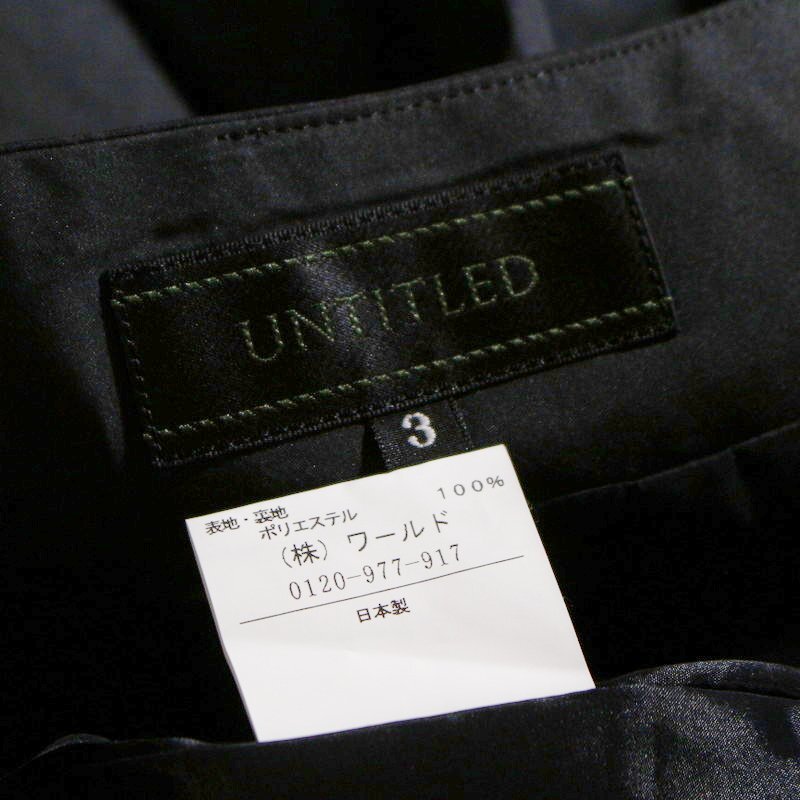 UNTITLED
3
表地・裏地
ポリエステル 100%
(株) ワールド
0120-977-917
日本製